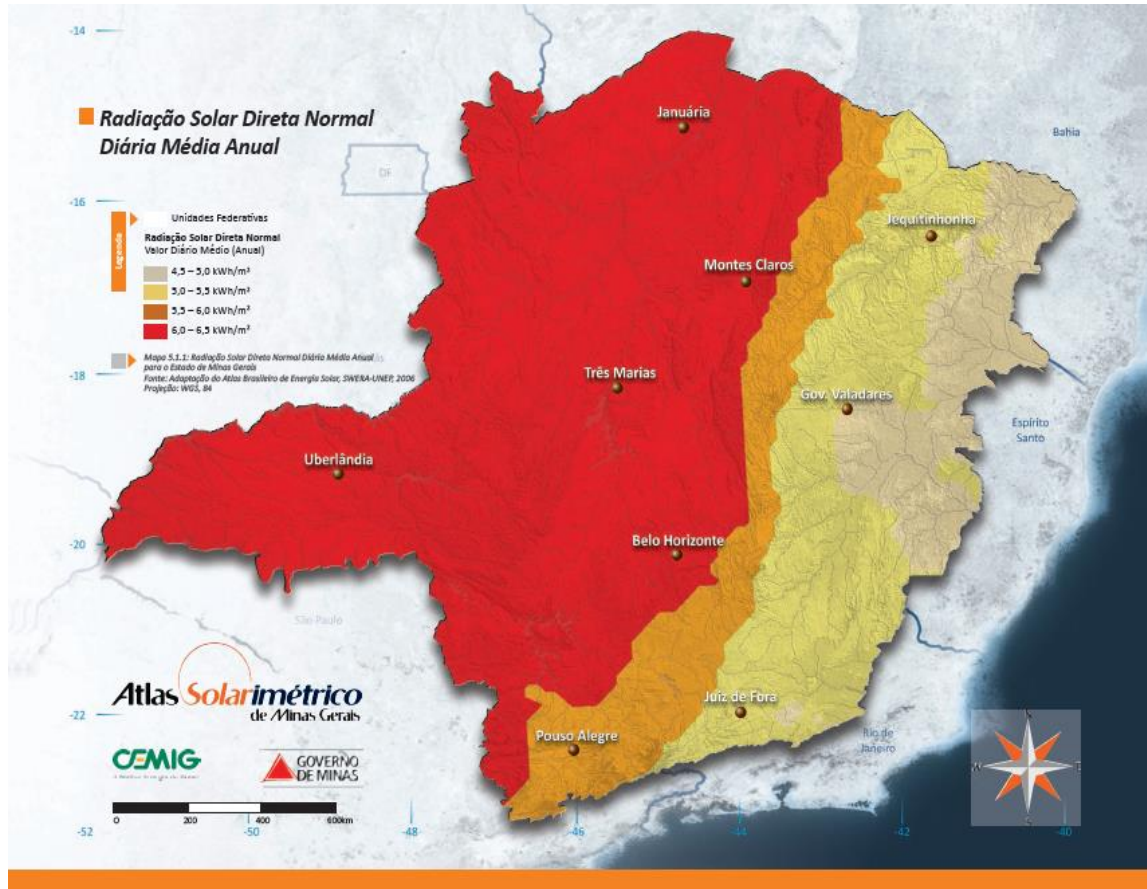 -14
Radiação Solar Direta Normal
Diária Média Anual
Januária
Bahia
DF
-16
Legenda
Unidades Federativas
Radiação Solar Direta Normal
Valor Diário Médio (Anual)
4,5 – 5,0 kWh/m³
5,0 – 5,5 kWh/m³
5,5 – 6,0 kWh/m³
6,0 – 6,5 kWh/m³
Jequitinhonha
Montes Claros
Mapa 5.1.1: Radiação Solar Direta Normal Diária Média Anual
para o Estado de Minas Gerais
Fonte: Adaptação do Atlas Brasileiro de Energia Solar, SWERA-UNEP, 2006
Projeção: WGS, 84
-18
Três Marias
Gov. Valadares
Espírito
Santo
Uberlândia
-20
Belo Horizonte
São Paulo
Atlas Solarimétrico
de Minas Gerais
-22
Juiz de Fora
Pouso Alegre
Rio de
Janeiro
CEMIG
GOVERNO
DE MINAS
N
E
S
0 200 400 600km
-52 -50 -48 -46 -44 -42 -40